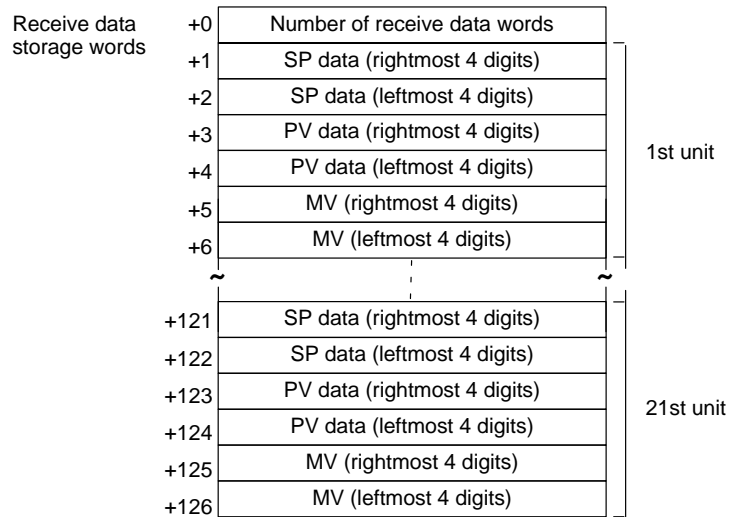 Receive data
storage words
+0 Number of receive data words
+1 SP data (rightmost 4 digits)
+2 SP data (leftmost 4 digits)
+3 PV data (rightmost 4 digits)
+4 PV data (leftmost 4 digits)
+5 MV (rightmost 4 digits)
+6 MV (leftmost 4 digits)
1st unit
~ ~
+121 SP data (rightmost 4 digits)
+122 SP data (leftmost 4 digits)
+123 PV data (rightmost 4 digits)
+124 PV data (leftmost 4 digits)
+125 MV (rightmost 4 digits)
+126 MV (leftmost 4 digits)
21st unit